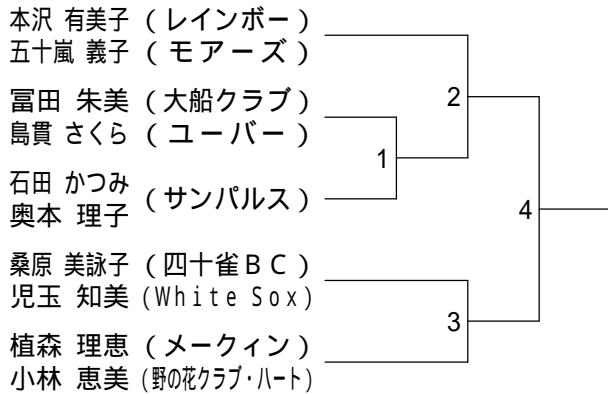 本沢 有美子 ( レインボー )
五十嵐 義子 ( モアーズ )
2
冨田 朱美 ( 大船クラブ )
島貫 さくら ( ユーバー )
1
石田 かつみ
奥本 理子
( サンパルス )
4
桑原 美詠子 ( 四十雀ＢＣ )
児玉 知美 (White Sox)
3
植森 理恵 ( メークィン )
小林 恵美 (野の花クラブ・ハート)